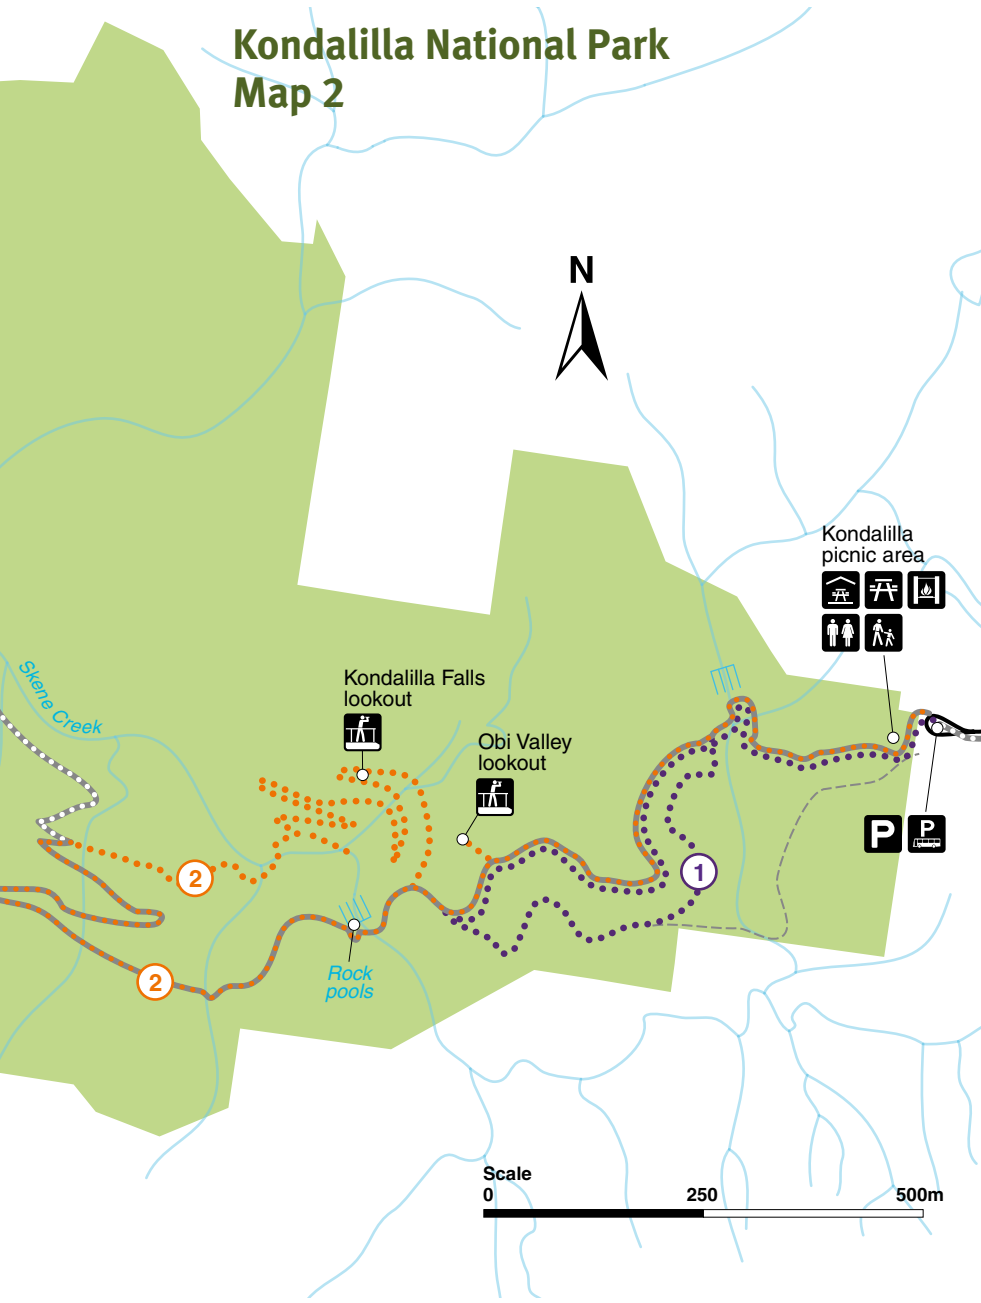 Kondalilla National Park
Map 2
N
Kondalilla
picnic area
Skene Creek
Kondalilla Falls
lookout
Obi Valley
lookout
P
P
1
2
2
Rock
pools
Scale
0 250 500m